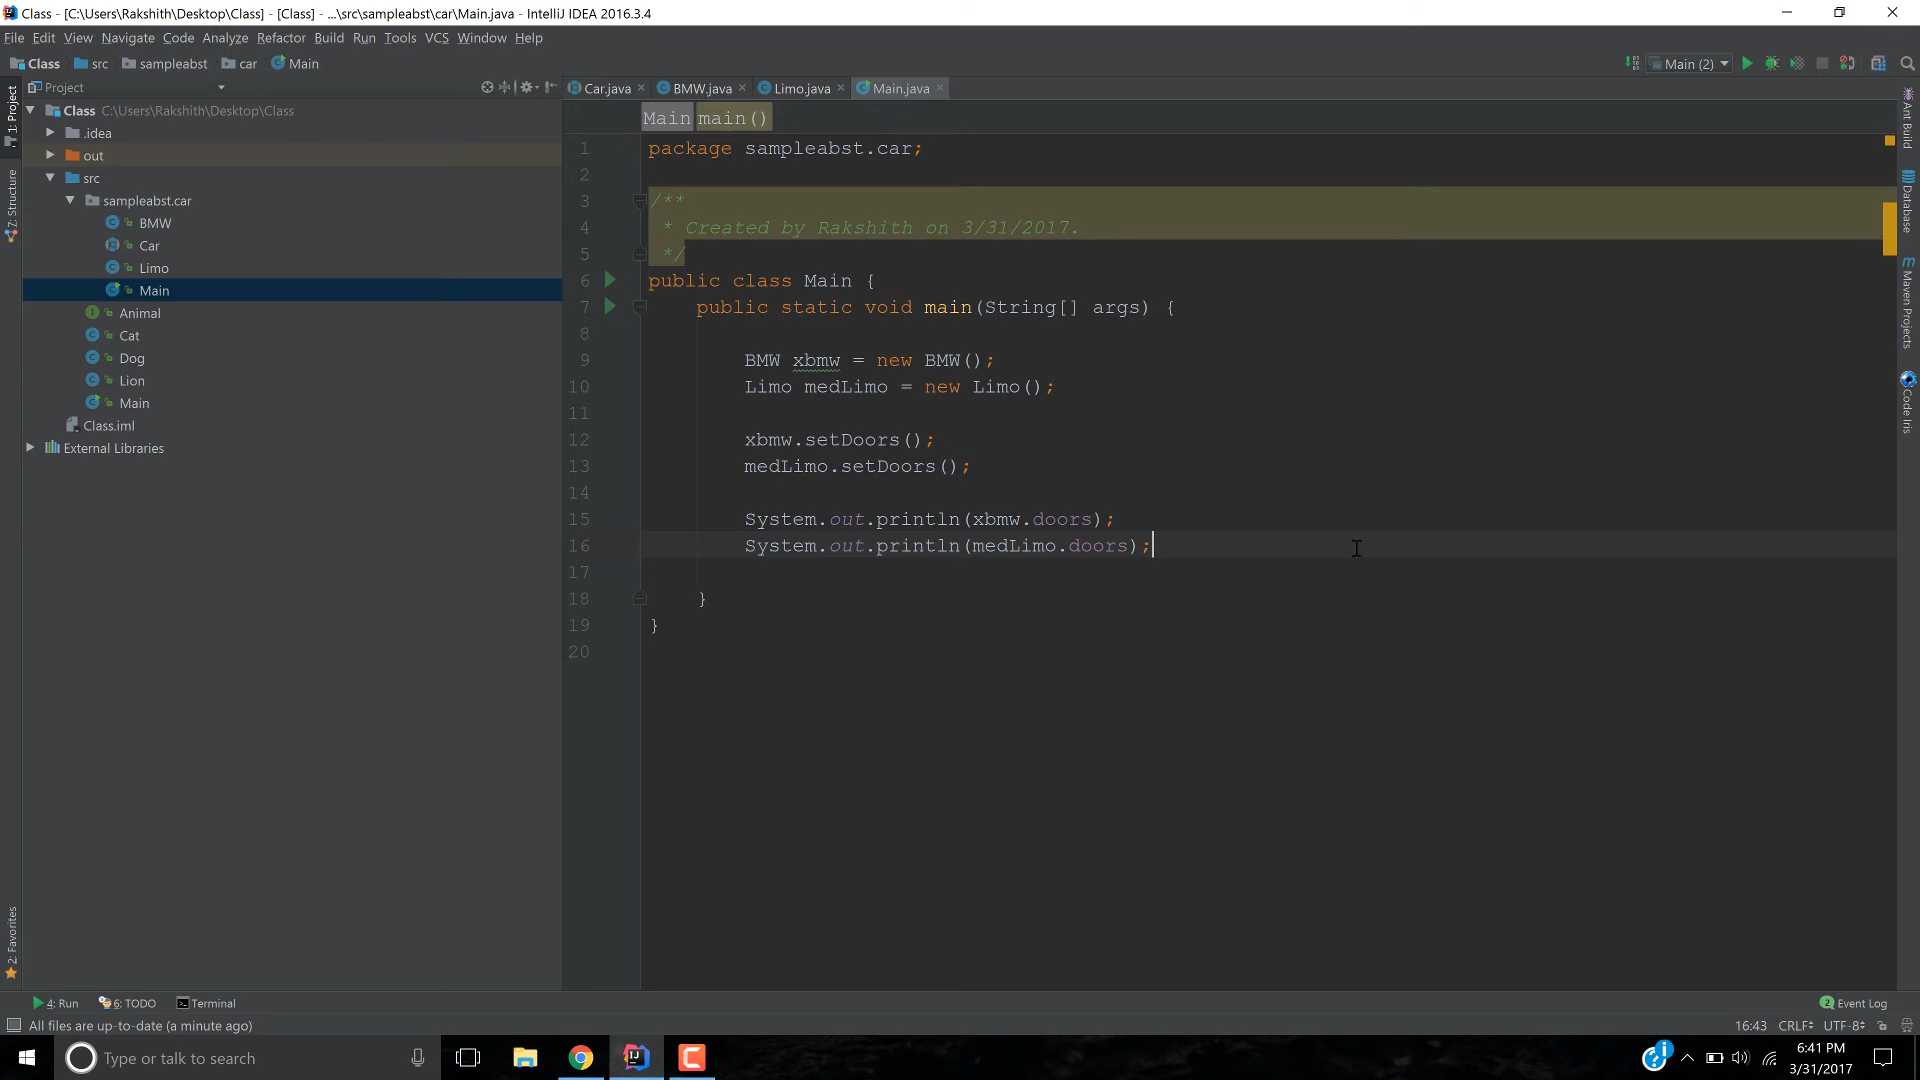 Class - [C:\Users\Rakshith\Desktop\Class] - [Class] - ...\src\sampleabst\car\Main.java - IntelliJ IDEA 2016.3.4
File Edit View Navigate Code Analyze Refactor Build Run Tools VCS Window Help
Class src sampleabst car Main
Main (2)
Project
Car.java BMW.java Limo.java Main.java
1: Project
Z: Structure
2: Favorites
Class C:\Users\Rakshith\Desktop\Class
.idea
out
src
sampleabst.car
BMW
Car
Limo
Main
Animal
Cat
Dog
Lion
Main
Class.iml
External Libraries
Main main()
1 package sampleabst.car;
2
3 /**
4 * Created by Rakshith on 3/31/2017.
5 */
6 public class Main {
7 public static void main(String[] args) {
8
9 BMW xbmw = new BMW();
10 Limo medLimo = new Limo();
11
12 xbmw.setDoors();
13 medLimo.setDoors();
14
15 System.out.println(xbmw.doors);
16 System.out.println(medLimo.doors);
17
18 }
19 }
20
Ant Build
Database
Maven Projects
Code Iris
4: Run 6: TODO Terminal
2 Event Log
All files are up-to-date (a minute ago)
16:43 CRLF UTF-8
Type or talk to search
6:41 PM
3/31/2017